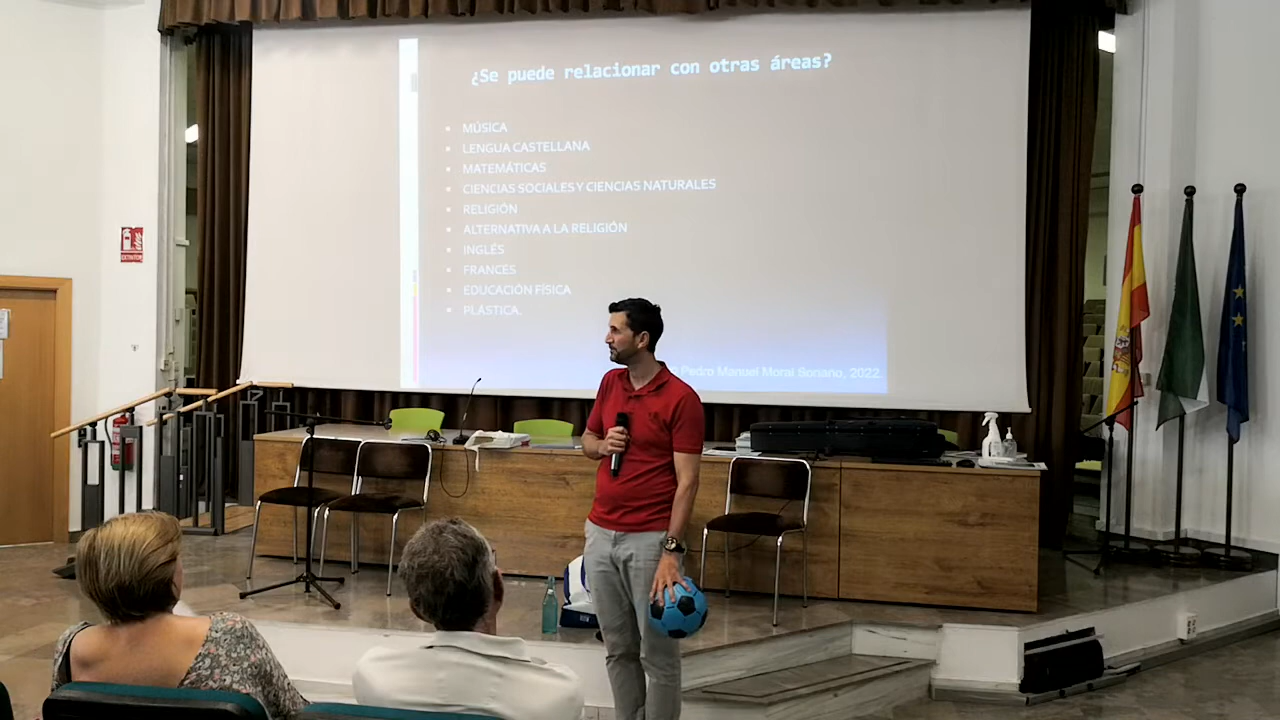 ¿Se puede relacionar con otras áreas?
MÚSICA
LENGUA CASTELLANA
MATEMÁTICAS
CIENCIAS SOCIALES Y CIENCIAS NATURALES
RELIGIÓN
ALTERNATIVA A LA RELIGIÓN
INGLÉS
FRANCÉS
EDUCACIÓN FÍSICA
PLÁSTICA.
Pedro Manuel Moral Soriano, 2022.
EXTINTOR